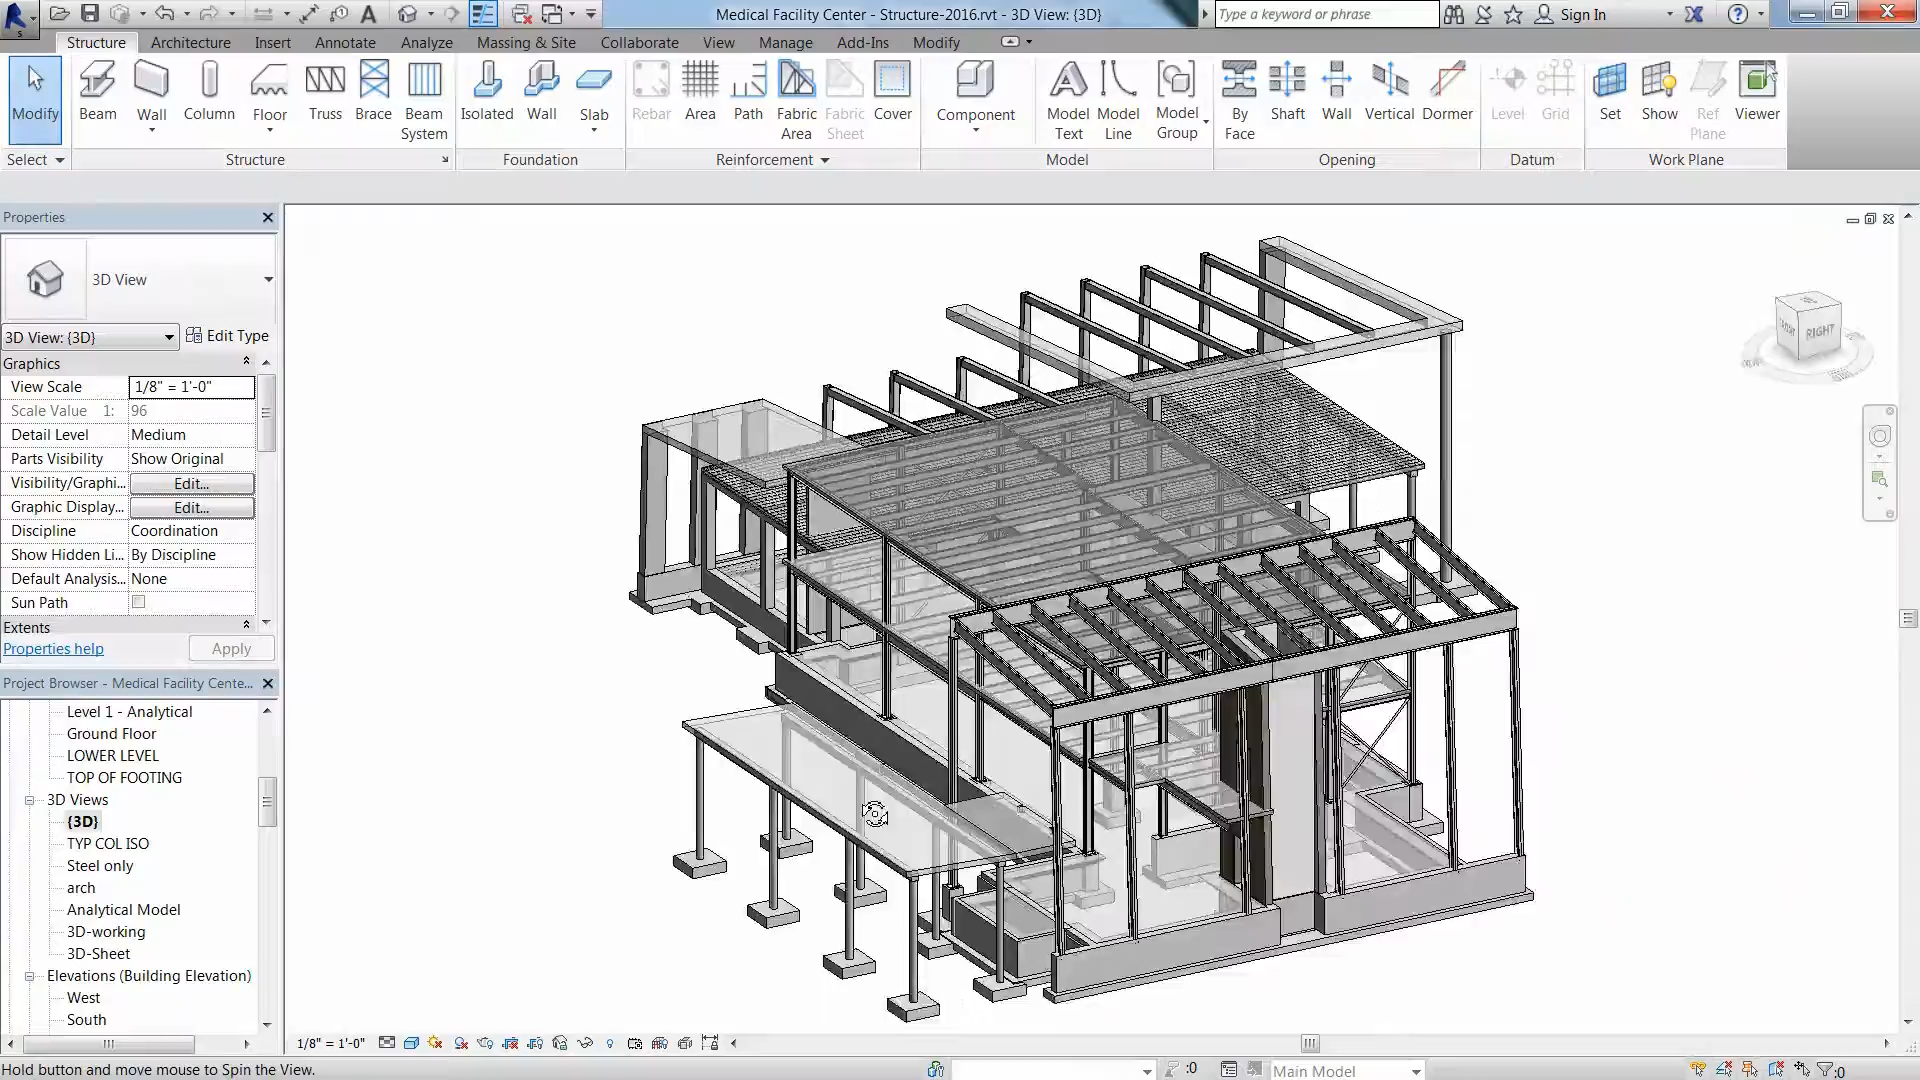 Medical Facility Center - Structure-2016.rvt - 3D View: {3D}
Type a keyword or phrase
Sign In
Structure Architecture Insert Annotate Analyze Massing & Site Collaborate View Manage Add-Ins Modify
Modify Beam Wall Column Floor Truss Brace Beam System Isolated Wall Slab Rebar Area Path Fabric Area Fabric Sheet Cover Component Model Text Model Line Model Group By Face Shaft Wall Vertical Dormer Level Grid Set Show Ref Plane Viewer
Select Structure Foundation Reinforcement Model Opening Datum Work Plane
Properties
3D View
3D View: {3D} Edit Type
Graphics
View Scale 1/8" = 1'-0"
Scale Value 1: 96
Detail Level Medium
Parts Visibility Show Original
Visibility/Graphi... Edit...
Graphic Display... Edit...
Discipline Coordination
Show Hidden Li... By Discipline
Default Analysis... None
Sun Path
Extents
Properties help Apply
Project Browser - Medical Facility Cente...
Level 1 - Analytical
Ground Floor
LOWER LEVEL
TOP OF FOOTING
3D Views
{3D}
TYP COL ISO
Steel only
arch
Analytical Model
3D-working
3D-Sheet
Elevations (Building Elevation)
West
South
RIGHT
1/8" = 1'-0"
Hold button and move mouse to Spin the View.
:0
Main Model
:0